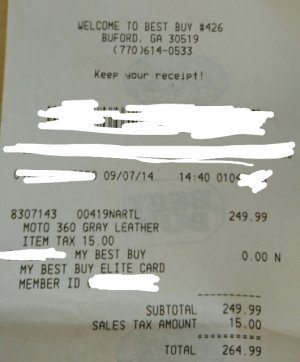 WELCOME TO BEST BUY #426
BUFORD, GA 30519
(770)614-0533
Keep your receipt!
09/07/14 14:40 0104
8307143 00419NARTL 249.99
MOTO 360 GRAY LEATHER
ITEM TAX 15.00
MY BEST BUY 0.00 N
MY BEST BUY ELITE CARD
MEMBER ID
SUBTOTAL 249.99
SALES TAX AMOUNT 15.00
TOTAL 264.99